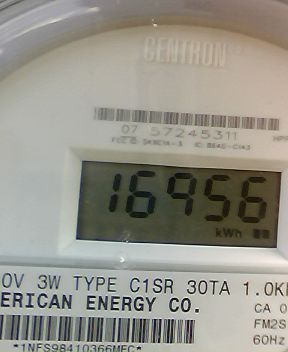 CENTRON
07 57245311
16956
kWh
0V 3W TYPE C1SR 30TA 1.0K
ERICAN ENERGY CO.
CA 0
FM2S
60Hz
*1NFS98410366MEC*